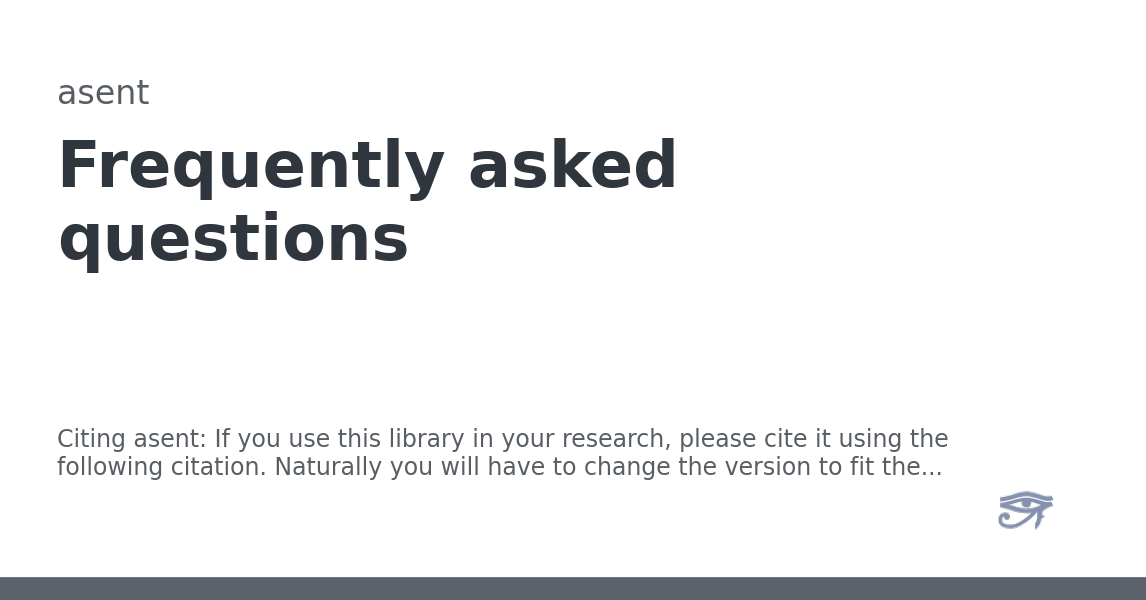 asent
Frequently asked
questions
Citing asent: If you use this library in your research, please cite it using the
following citation. Naturally you will have to change the version to fit the...